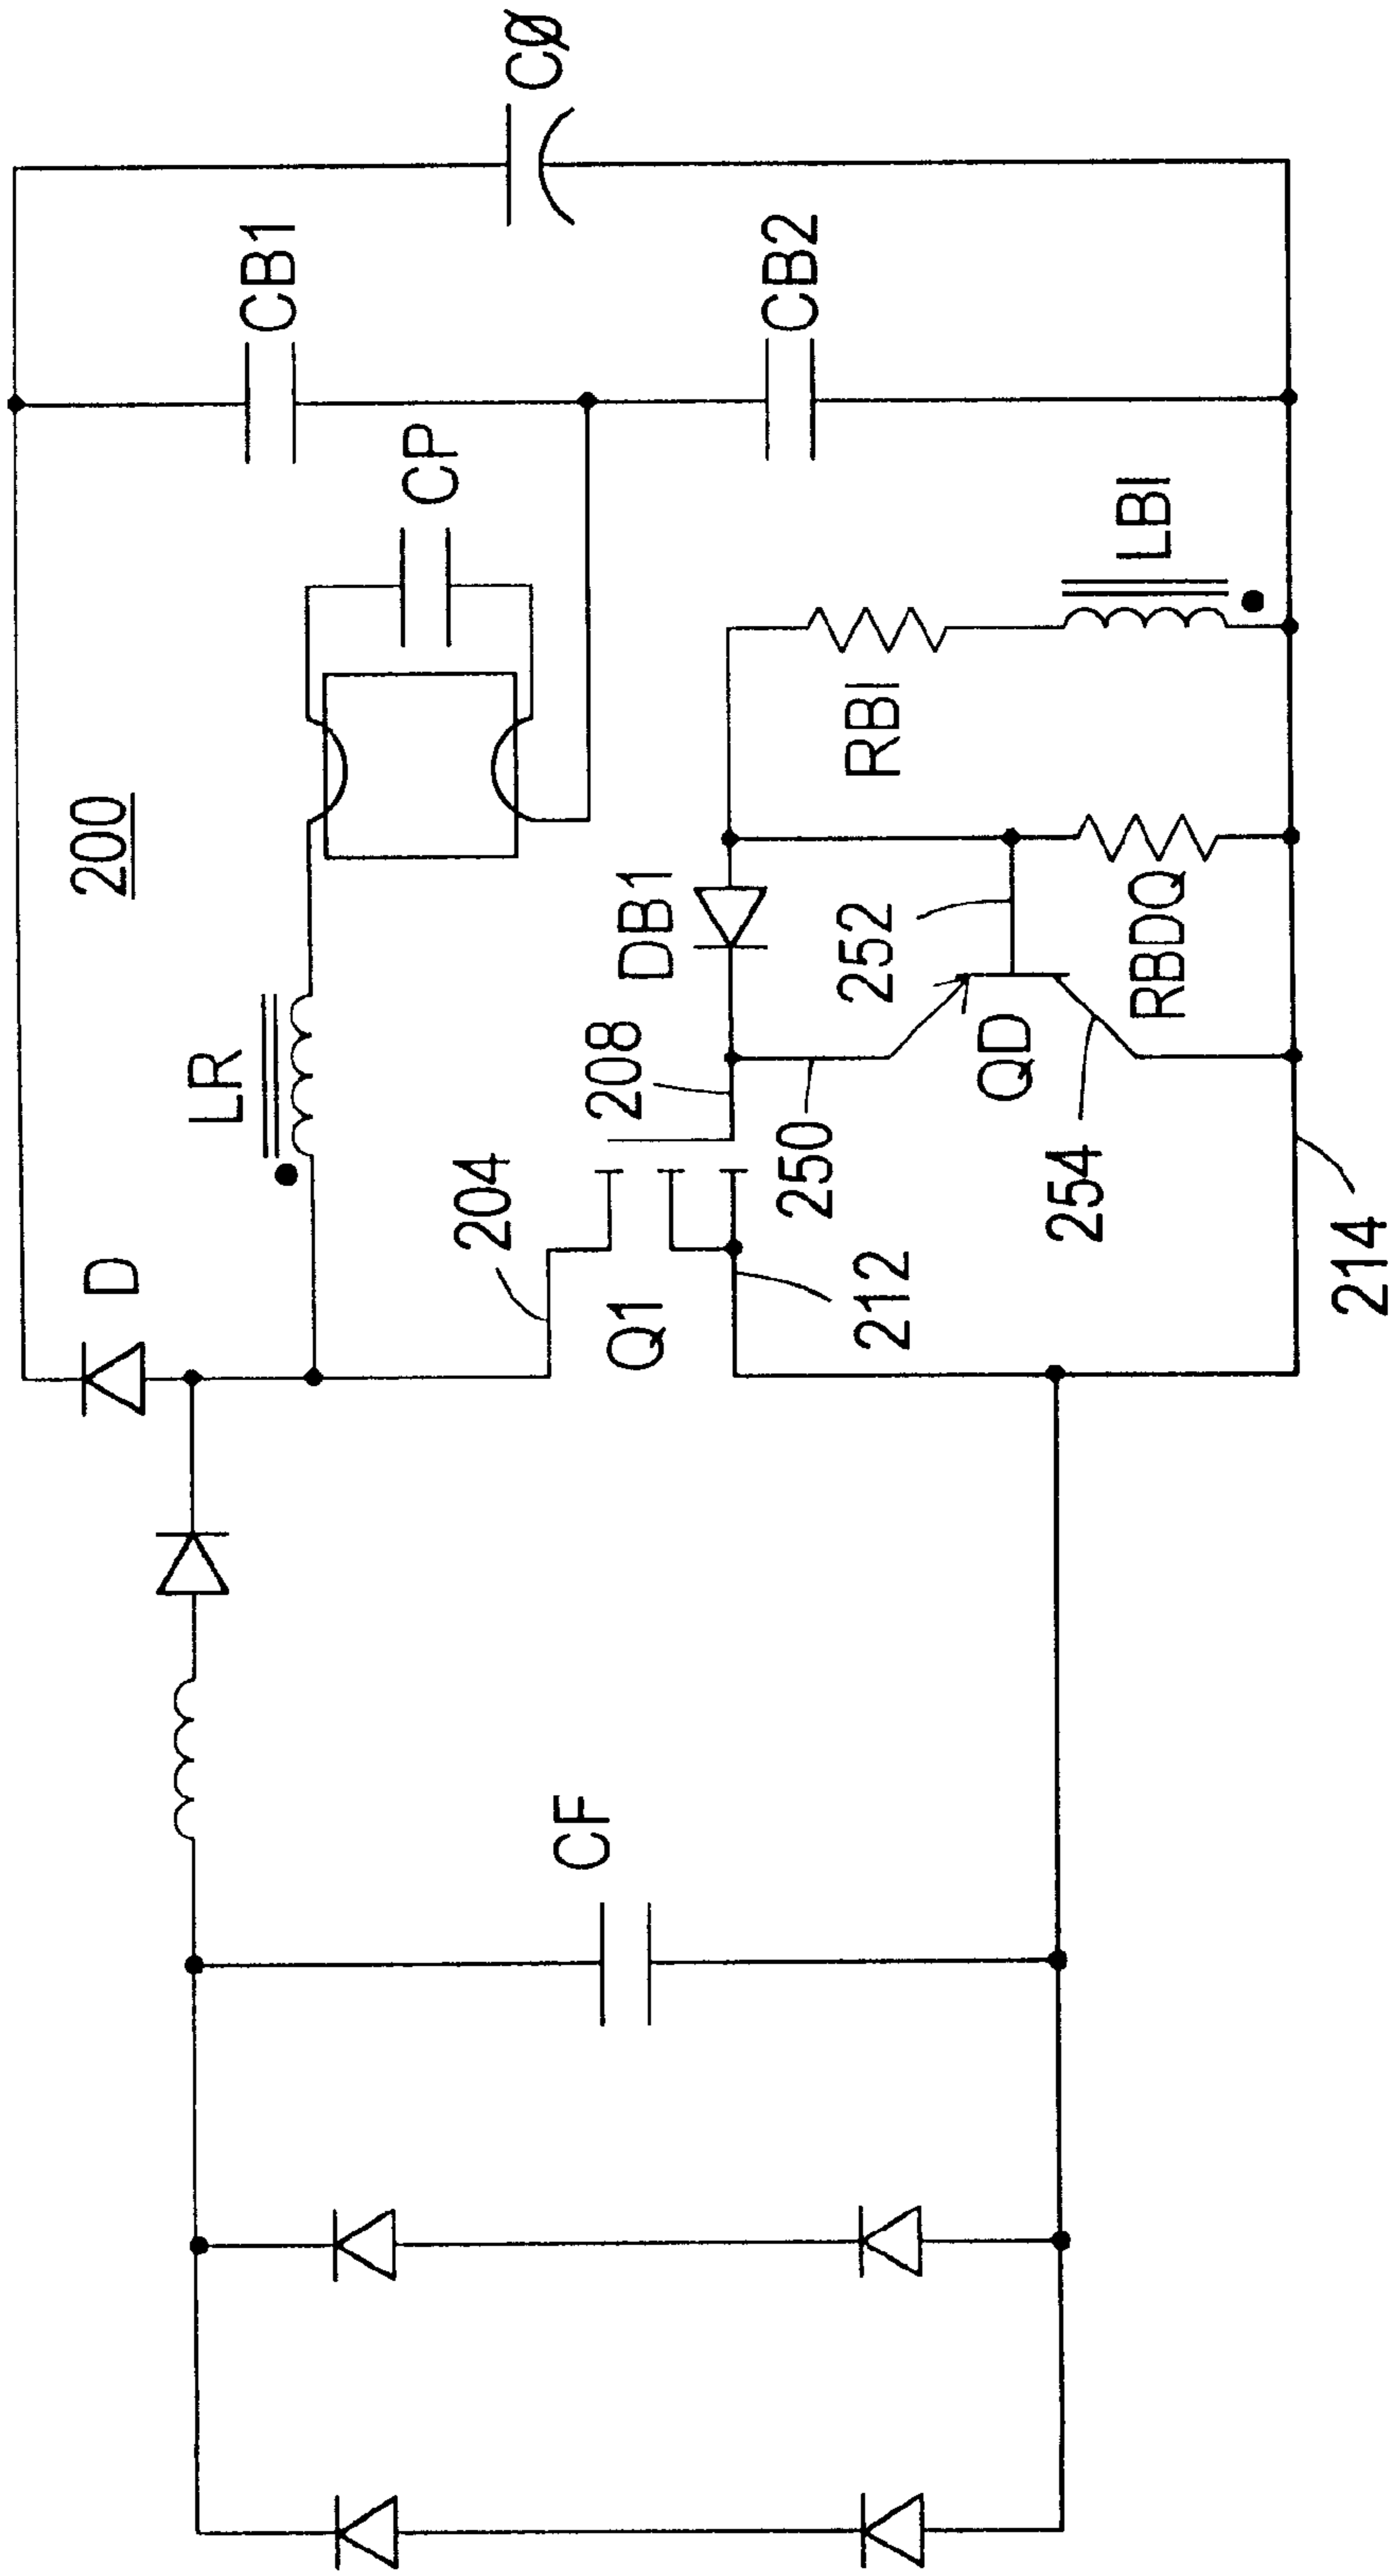 200
D
LR
CP
CB1
CØ
204
Q1
208
DB1
CB2
CF
212
250
252
RBI
LBI
QD
RBDQ
254
214